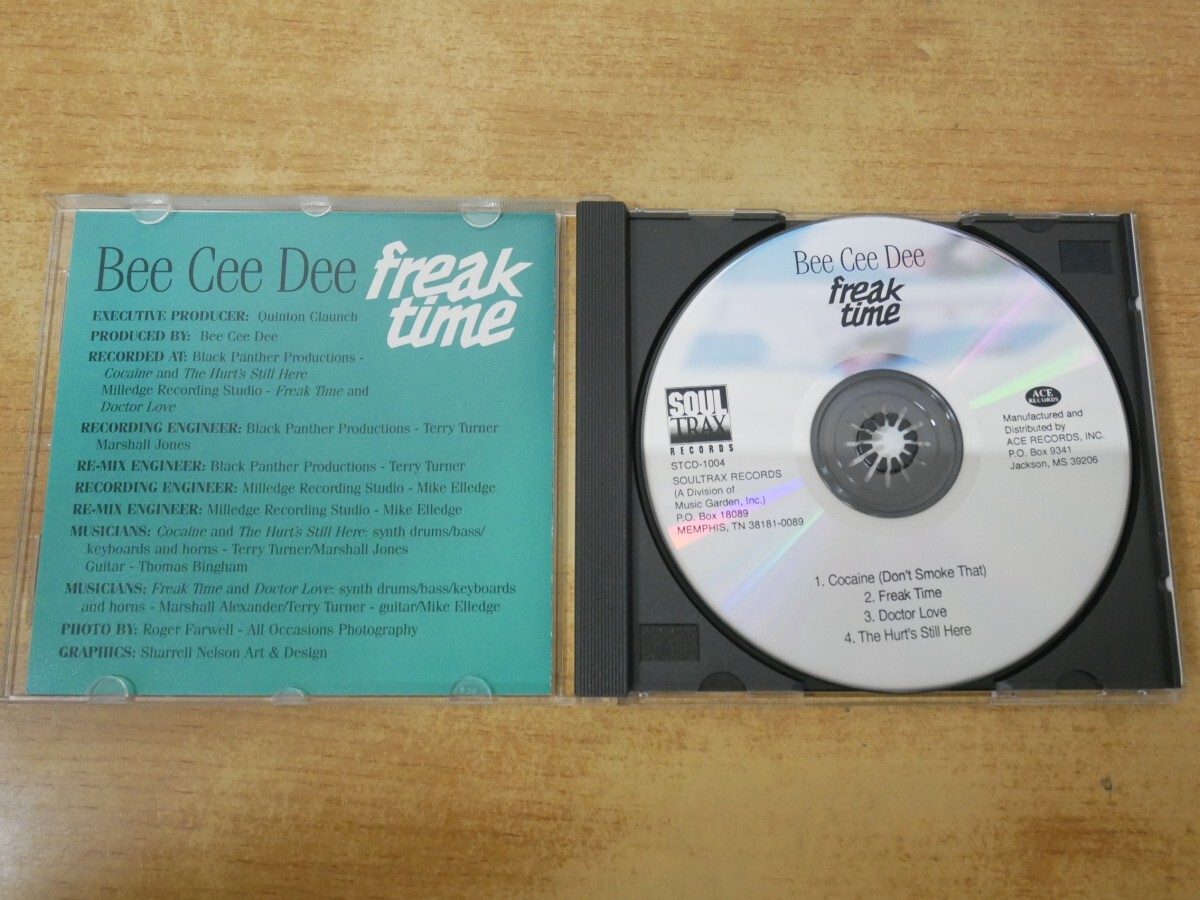 Bee Cee Dee freak
time
EXECUTIVE PRODUCER: Quinton Claunch
PRODUCED BY: Bee Cee Dee
RECORDED AT: Black Panther Productions -
Cocaine and The Hurt's Still Here
Milledge Recording Studio - Freak Time and
Doctor Love
RECORDING ENGINEER: Black Panther Productions - Terry Turner
Marshall Jones
RE-MIX ENGINEER: Black Panther Productions - Terry Turner
RECORDING ENGINEER: Milledge Recording Studio - Mike Elledge
RE-MIX ENGINEER: Milledge Recording Studio - Mike Elledge
MUSICIANS: Cocaine and The Hurt's Still Here: synth drums/bass/
keyboards and horns - Terry Turner/Marshall Jones
Guitar - Thomas Bingham
MUSICIANS: Freak Time and Doctor Love: synth drums/bass/keyboards
and horns - Marshall Alexander/Terry Turner - guitar/Mike Elledge
PHOTO BY: Roger Farwell - All Occasions Photography
GRAPHICS: Sharrell Nelson Art & Design
Bee Cee Dee
freak
time
SOUL
TRAX
RECORDS
STCD-1004
SOULTRAX RECORDS
(A Division of
Music Garden, Inc.)
P.O. Box 18089
MEMPHIS, TN 38181-0089
ACE
RECORDS
Manufactured and
Distributed by
ACE RECORDS, INC.
P.O. Box 9341
Jackson, MS 39206
1. Cocaine (Don't Smoke That)
2. Freak Time
3. Doctor Love
4. The Hurt's Still Here